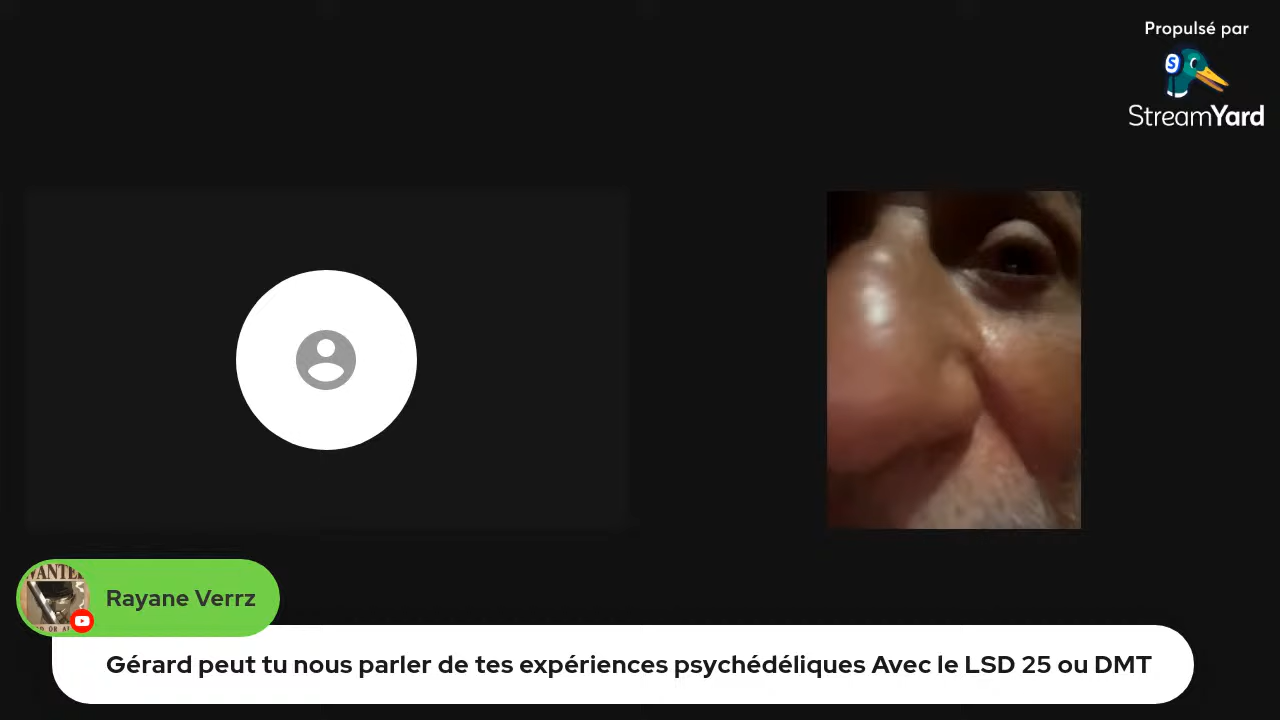 Propulsé par
StreamYard
WANTED
Rayane Verrz
Gérard peut tu nous parler de tes expériences psychédéliques Avec le LSD 25 ou DMT